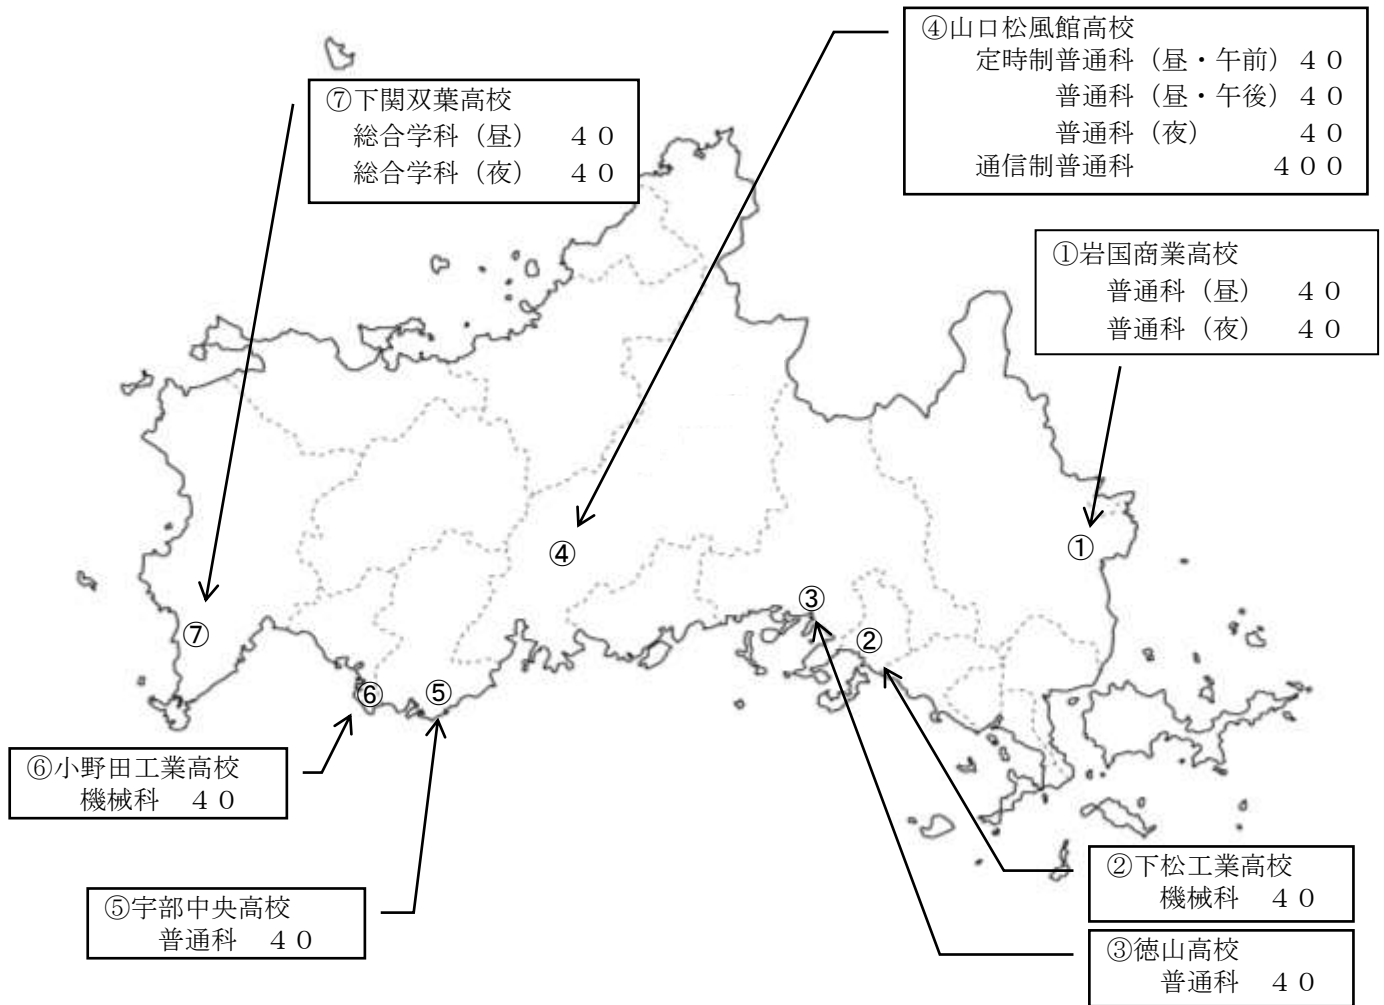 ④山口松風館高校
定時制普通科（昼・午前）４０
普通科（昼・午後）４０
普通科（夜）　４０
通信制普通科　４００
⑦下関双葉高校
総合学科（昼）　４０
総合学科（夜）　４０
①岩国商業高校
普通科（昼）　４０
普通科（夜）　４０
④
①
③
⑦
②
⑥
⑤
⑥小野田工業高校
機械科　４０
⑤宇部中央高校
普通科　４０
②下松工業高校
機械科　４０
③徳山高校
普通科　４０